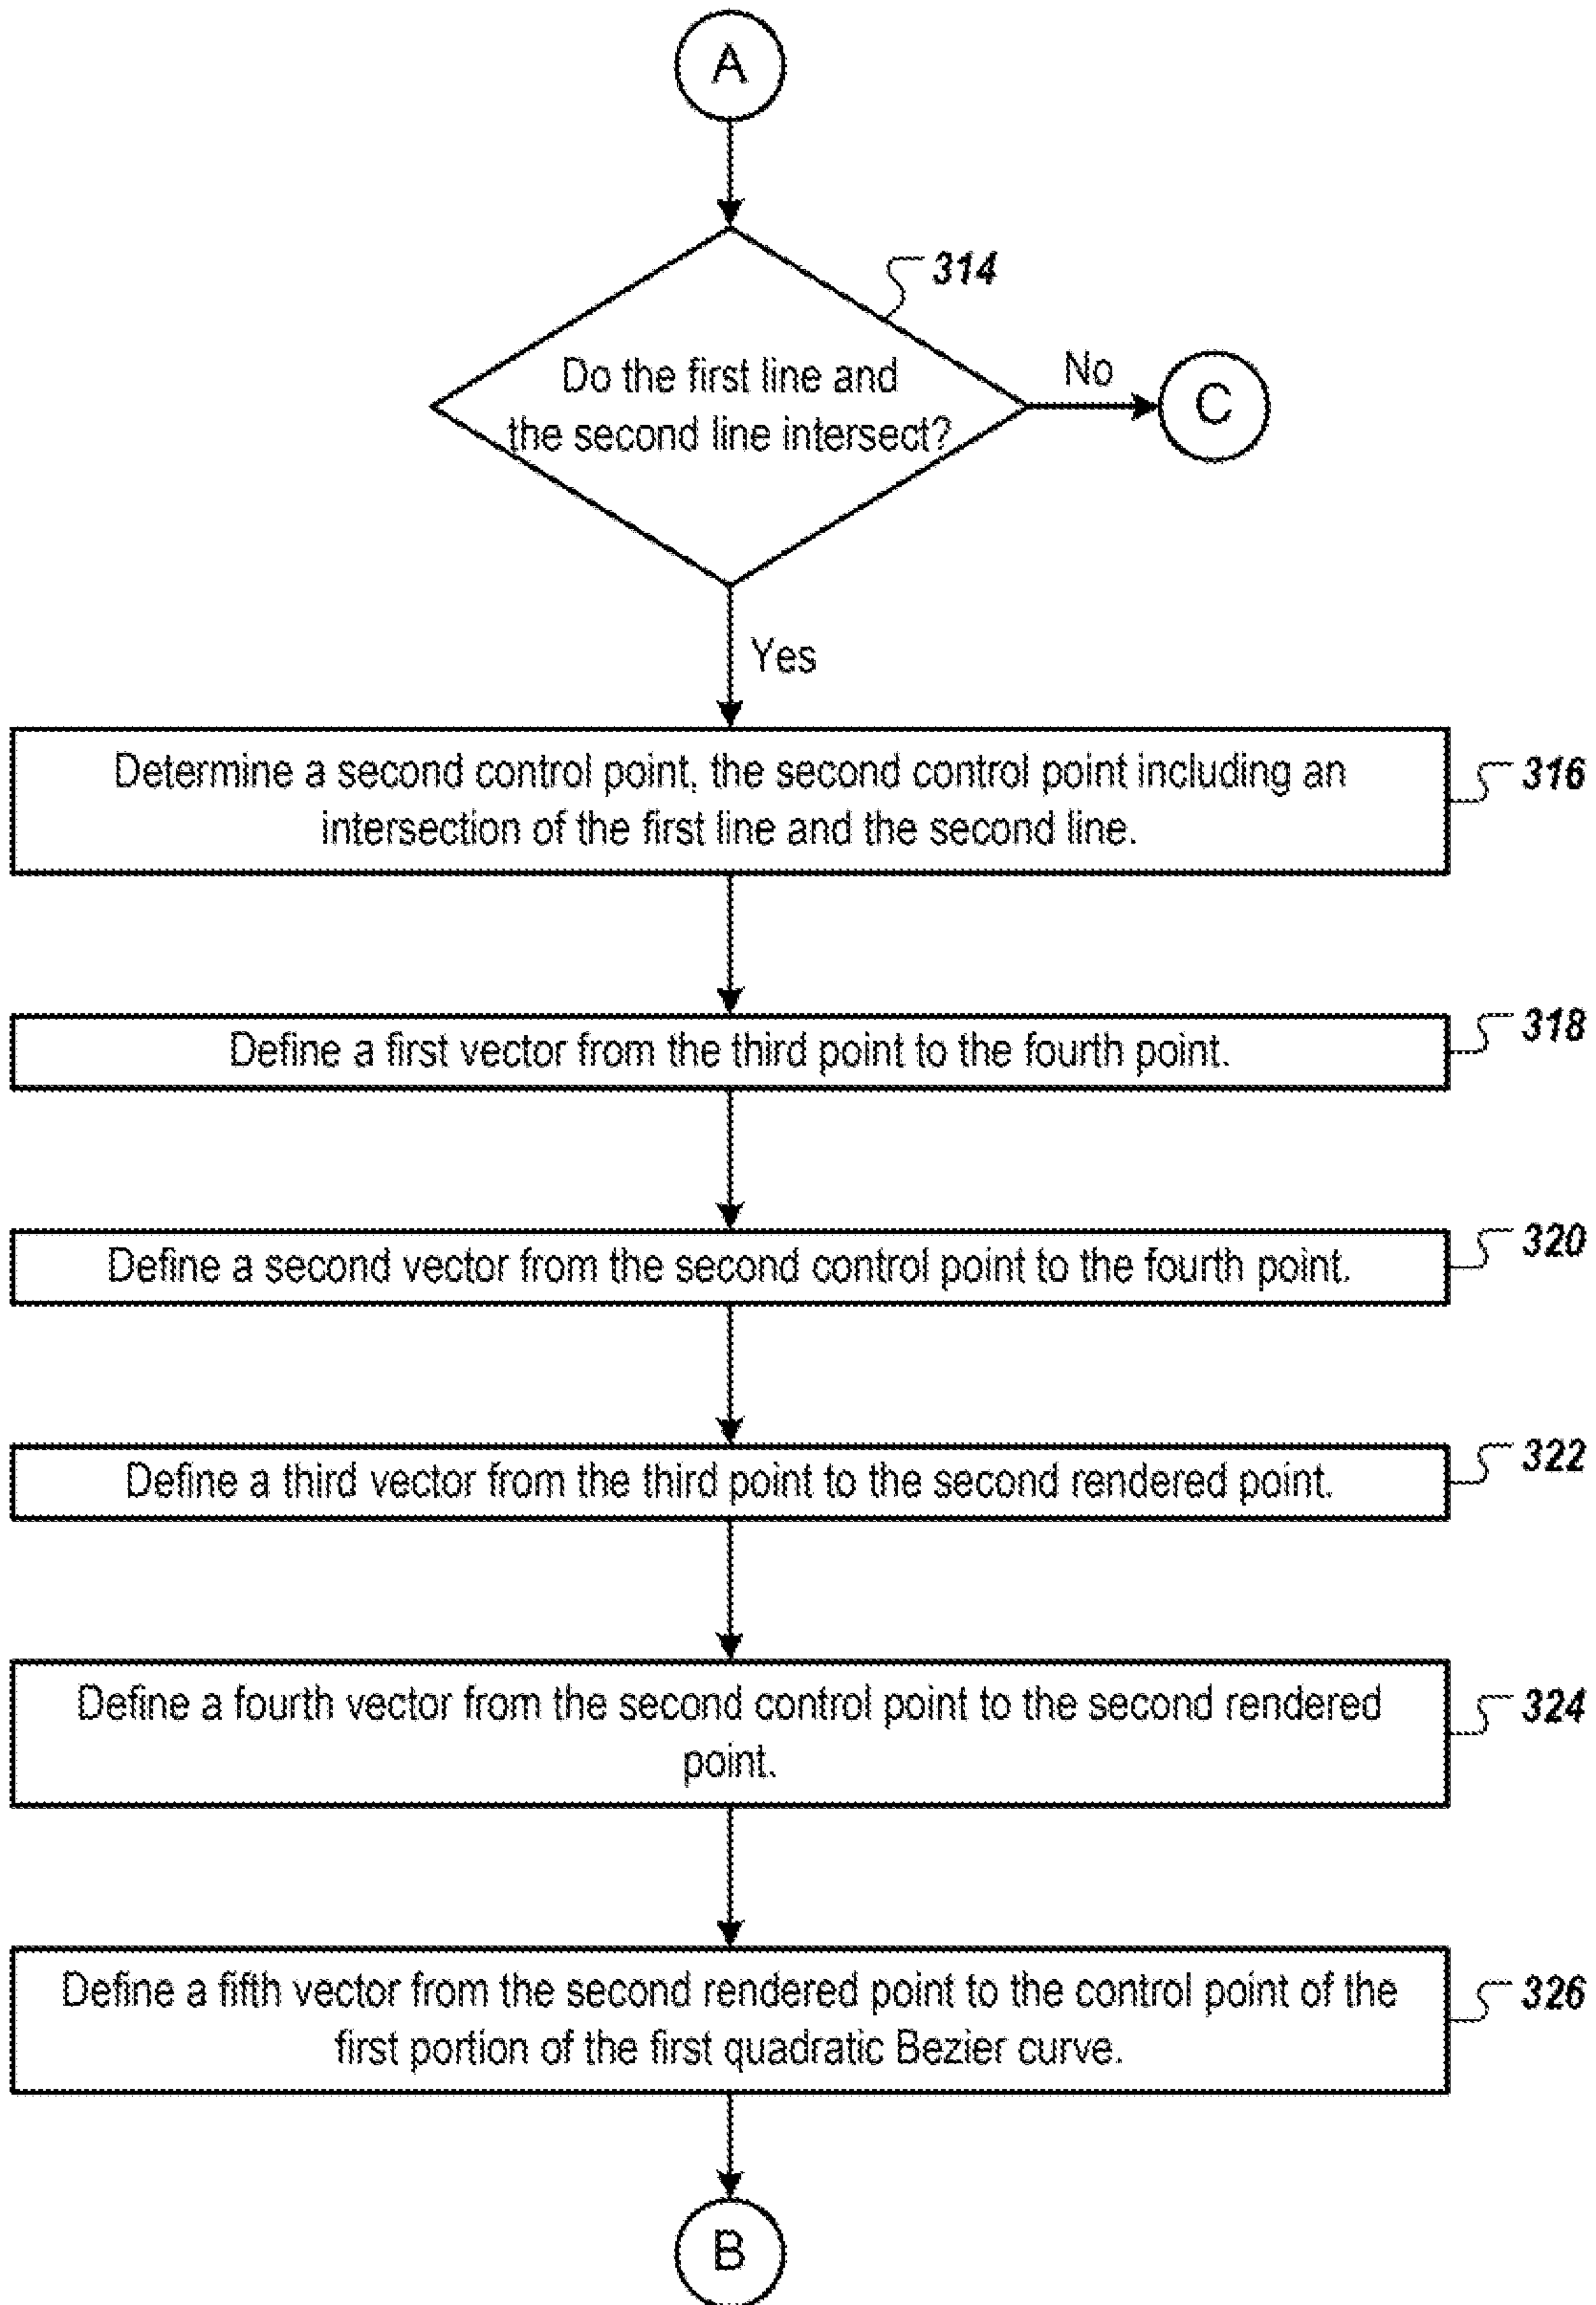 A
314
Do the first line and
the second line intersect?
No
C
Yes
Determine a second control point, the second control point including an
intersection of the first line and the second line.
316
Define a first vector from the third point to the fourth point.
318
Define a second vector from the second control point to the fourth point.
320
Define a third vector from the third point to the second rendered point.
322
Define a fourth vector from the second control point to the second rendered
point.
324
Define a fifth vector from the second rendered point to the control point of the
first portion of the first quadratic Bezier curve.
326
B